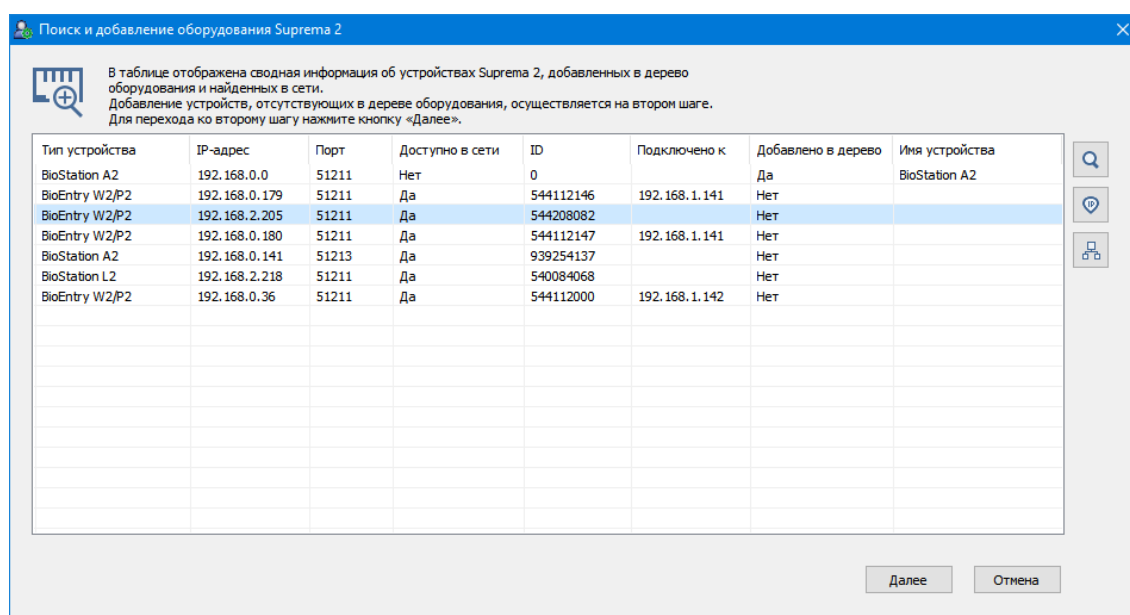 Поиск и добавление оборудования Suprema 2
В таблице отображена сводная информация об устройствах Suprema 2, добавленных в дерево
оборудования и найденных в сети.
Добавление устройств, отсутствующих в дереве оборудования, осуществляется на втором шаге.
Для перехода ко второму шагу нажмите кнопку «Далее».
Тип устройства IP-адрес Порт Доступно в сети ID Подключено к Добавлено в дерево Имя устройства
BioStation A2 192.168.0.0 51211 Нет 0 Да BioStation A2
BioEntry W2/P2 192.168.0.179 51211 Да 544112146 192.168.1.141 Нет
BioEntry W2/P2 192.168.2.205 51211 Да 544208082 Нет
BioEntry W2/P2 192.168.0.180 51211 Да 544112147 192.168.1.141 Нет
BioStation A2 192.168.0.141 51213 Да 939254137 Нет
BioStation L2 192.168.2.218 51211 Да 540084068 Нет
BioEntry W2/P2 192.168.0.36 51211 Да 544112000 192.168.1.142 Нет
IP
Далее Отмена